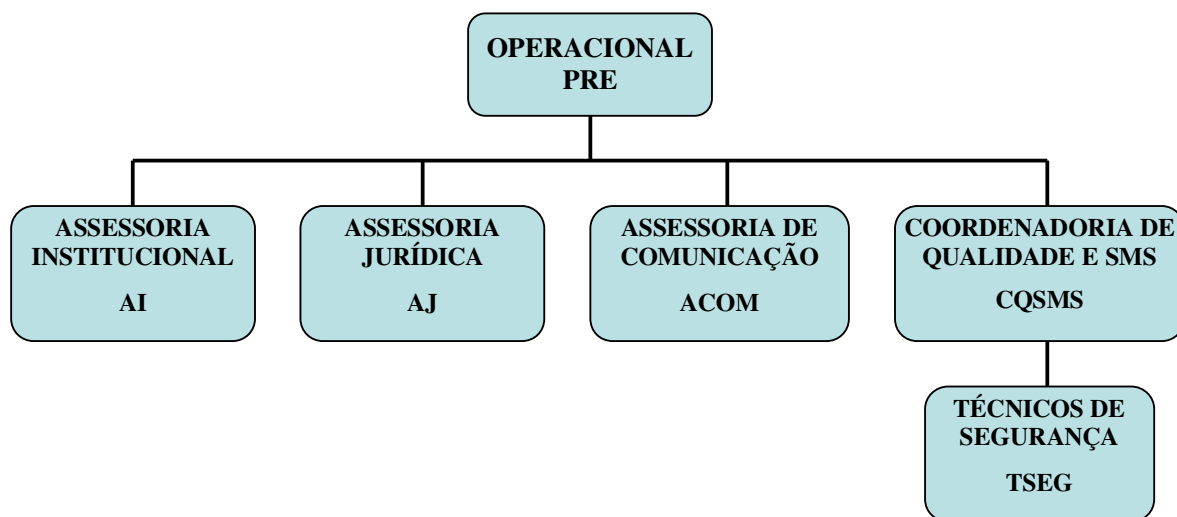 OPERACIONAL
PRE
ASSESSORIA
INSTITUCIONAL
AI
ASSESSORIA
JURÍDICA
AJ
ASSESSORIA DE
COMUNICAÇÃO
ACOM
COORDENADORIA DE
QUALIDADE E SMS
CQSMS
TÉCNICOS DE
SEGURANÇA
TSEG